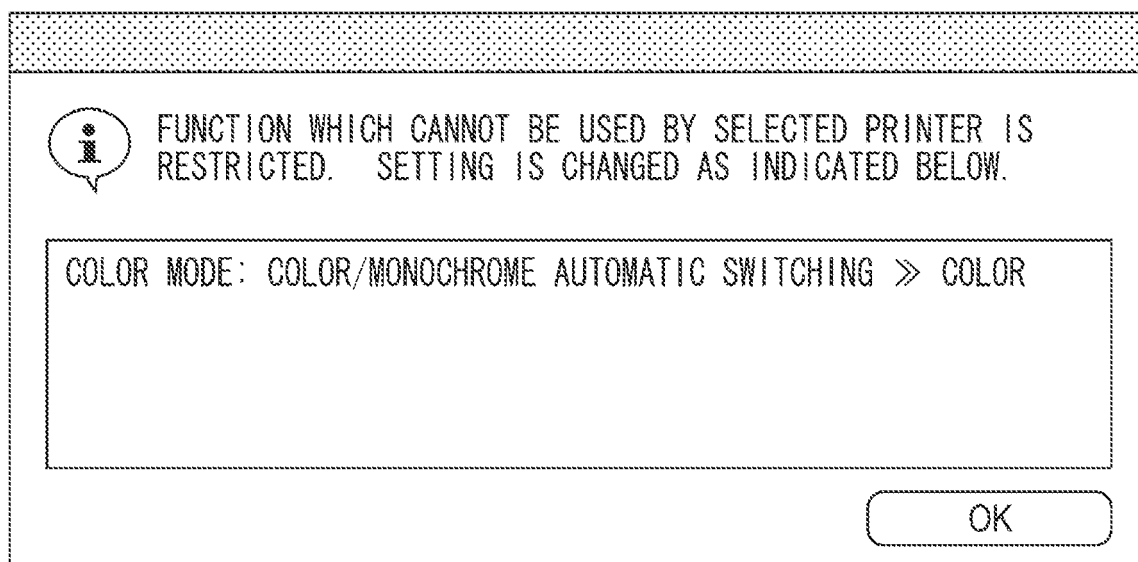 i
FUNCTION WHICH CANNOT BE USED BY SELECTED PRINTER IS
RESTRICTED. SETTING IS CHANGED AS INDICATED BELOW.
COLOR MODE: COLOR/MONOCHROME AUTOMATIC SWITCHING ≫ COLOR
OK